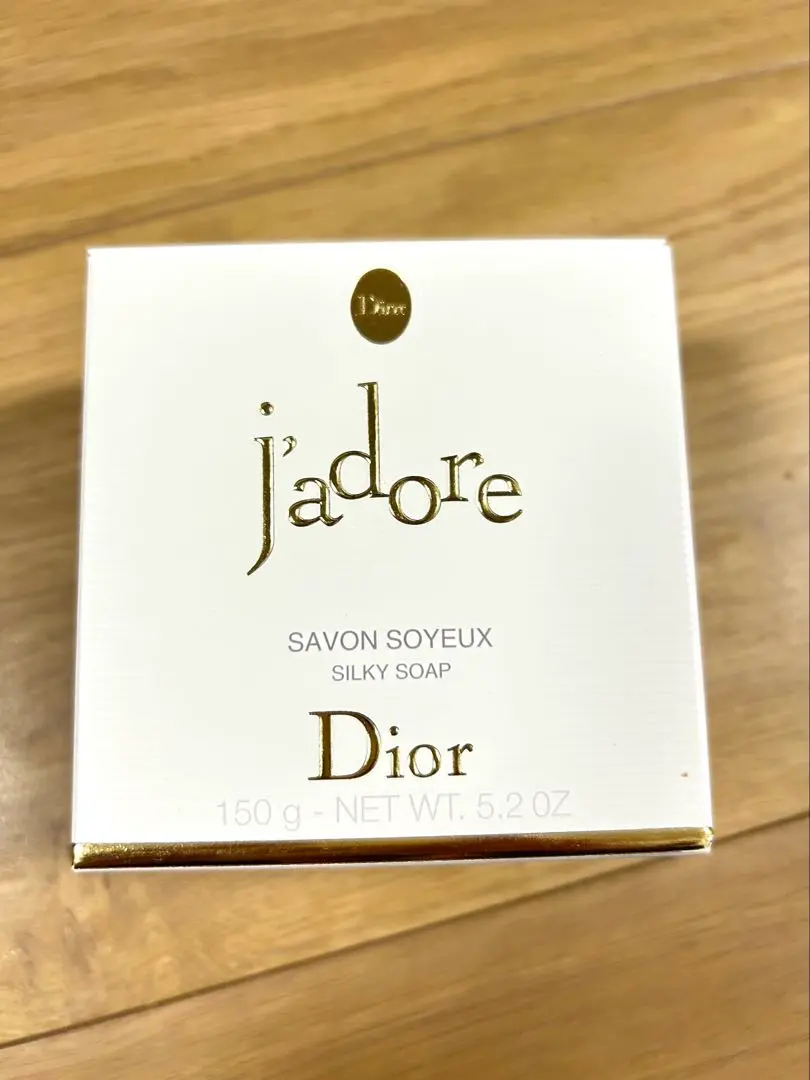 Dior
j'adore
SAVON SOYEUX
SILKY SOAP
Dior
150 g - NET WT. 5.2 OZ